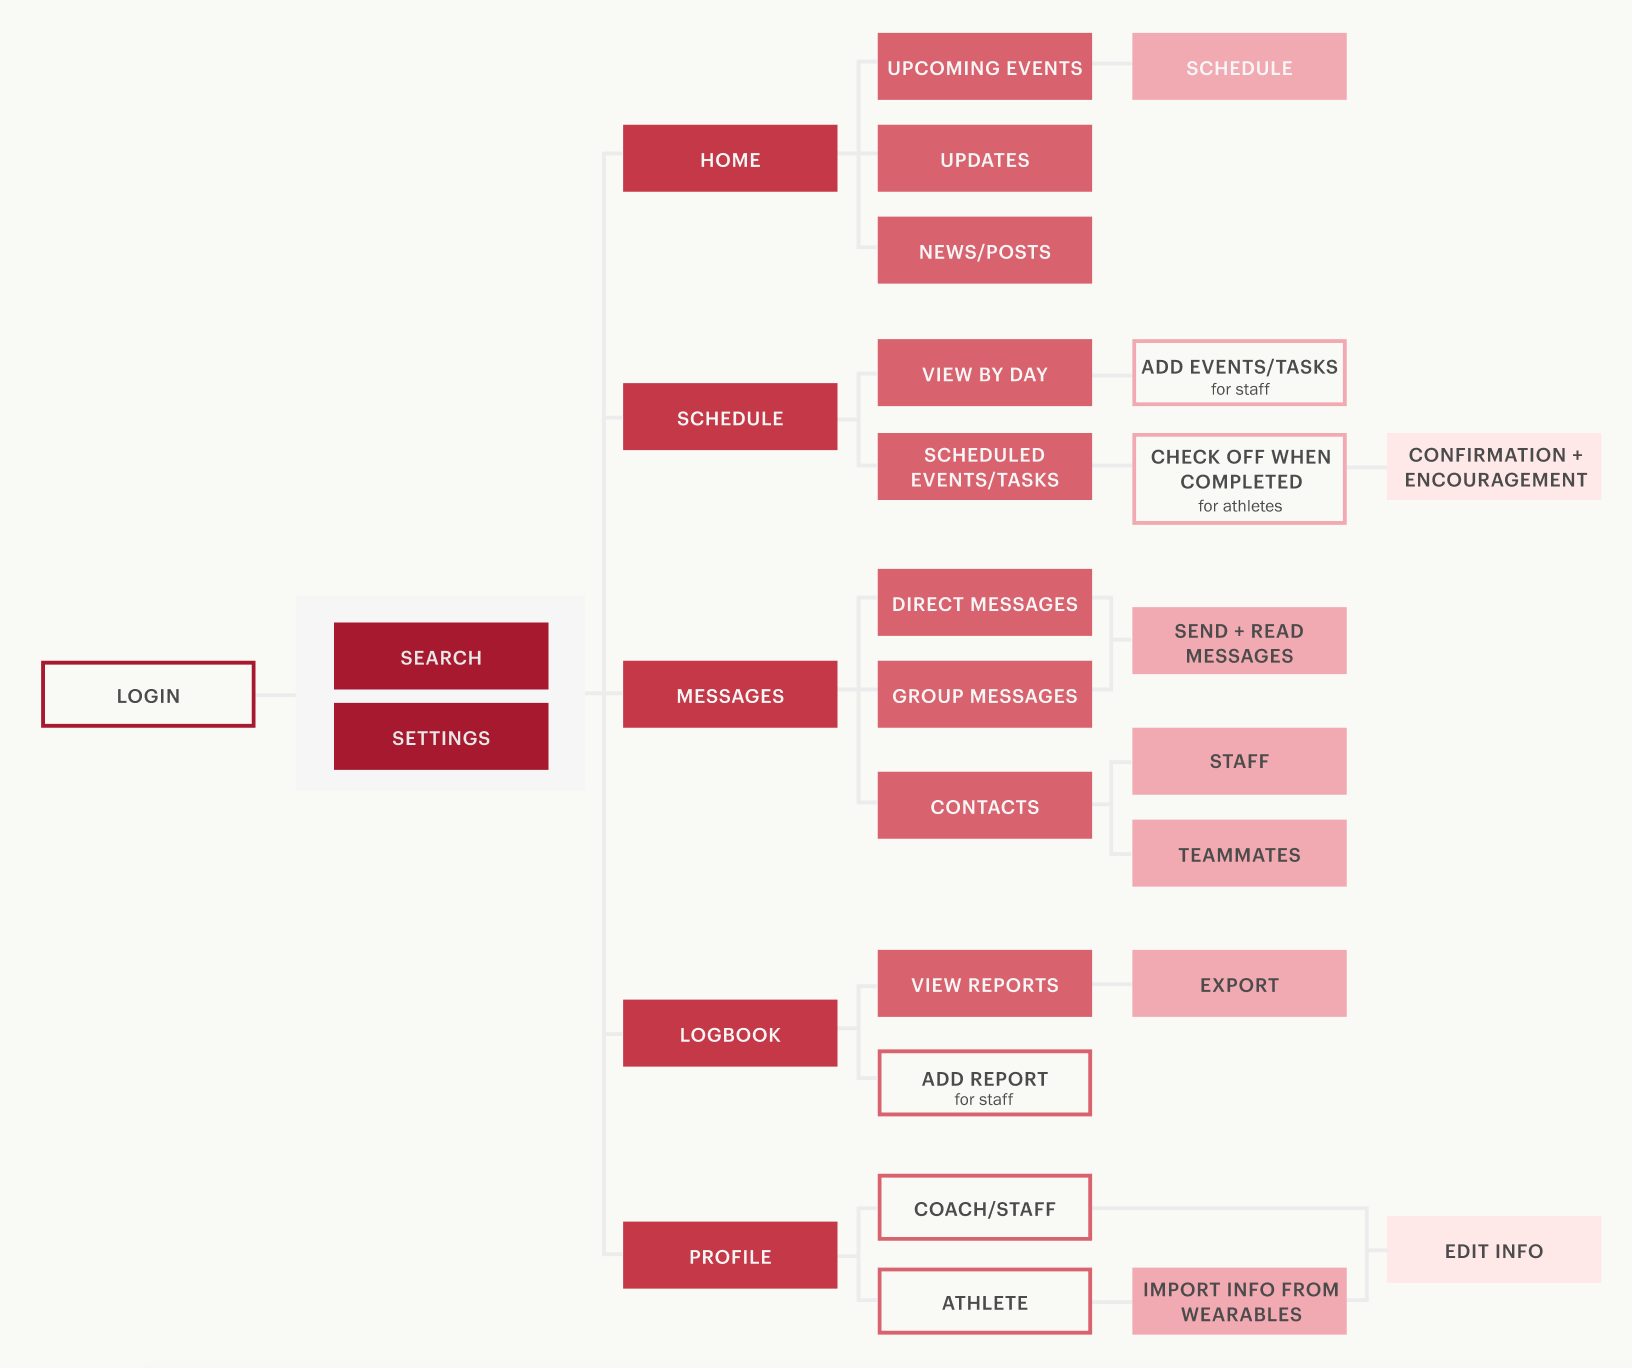 LOGIN
SEARCH
SETTINGS
HOME
UPCOMING EVENTS
SCHEDULE
UPDATES
NEWS/POSTS
SCHEDULE
VIEW BY DAY
ADD EVENTS/TASKS
for staff
SCHEDULED
EVENTS/TASKS
CHECK OFF WHEN
COMPLETED
for athletes
CONFIRMATION +
ENCOURAGEMENT
MESSAGES
DIRECT MESSAGES
GROUP MESSAGES
SEND + READ
MESSAGES
CONTACTS
STAFF
TEAMMATES
LOGBOOK
VIEW REPORTS
EXPORT
ADD REPORT
for staff
PROFILE
COACH/STAFF
ATHLETE
IMPORT INFO FROM
WEARABLES
EDIT INFO